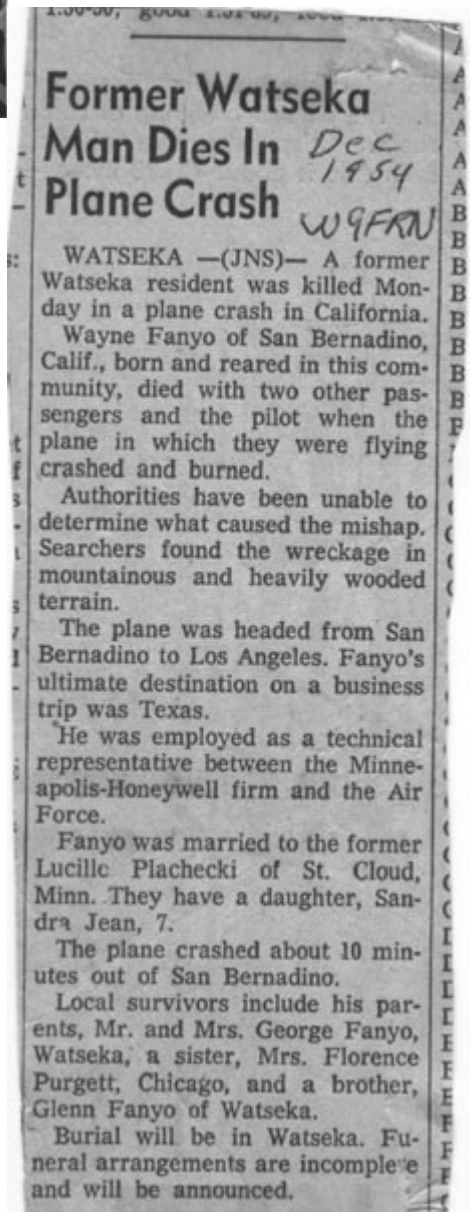 Former Watseka
Man Dies In
Plane Crash
Dec
1954
W9FRN
WATSEKA —(JNS)— A former
Watseka resident was killed Mon-
day in a plane crash in California.
Wayne Fanyo of San Bernadino,
Calif., born and reared in this com-
munity, died with two other pas-
sengers and the pilot when the
plane in which they were flying
crashed and burned.
Authorities have been unable to
determine what caused the mishap.
Searchers found the wreckage in
mountainous and heavily wooded
terrain.
The plane was headed from San
Bernadino to Los Angeles. Fanyo's
ultimate destination on a business
trip was Texas.
He was employed as a technical
representative between the Minne-
apolis-Honeywell firm and the Air
Force.
Fanyo was married to the former
Lucille Plachecki of St. Cloud,
Minn. They have a daughter, San-
dra Jean, 7.
The plane crashed about 10 min-
utes out of San Bernadino.
Local survivors include his par-
ents, Mr. and Mrs. George Fanyo,
Watseka, a sister, Mrs. Florence
Purgett, Chicago, and a brother,
Glenn Fanyo of Watseka.
Burial will be in Watseka. Fu-
neral arrangements are incomplete
and will be announced.